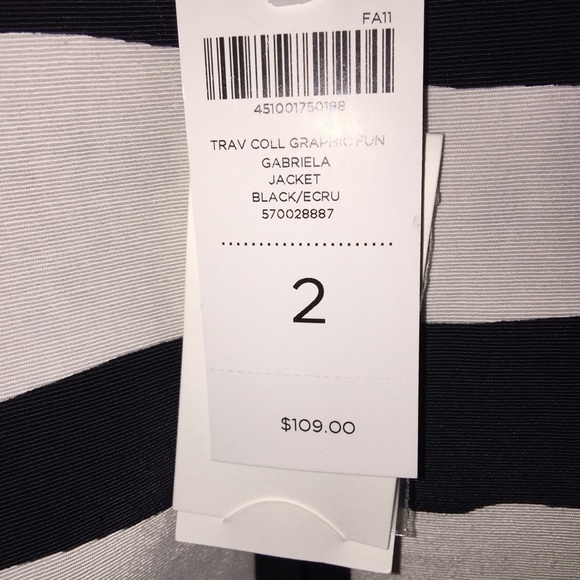 FA11
451001750188
TRAV COLL GRAPHIC FUN
GABRIELA
JACKET
BLACK/ECRU
570028887
2
$109.00